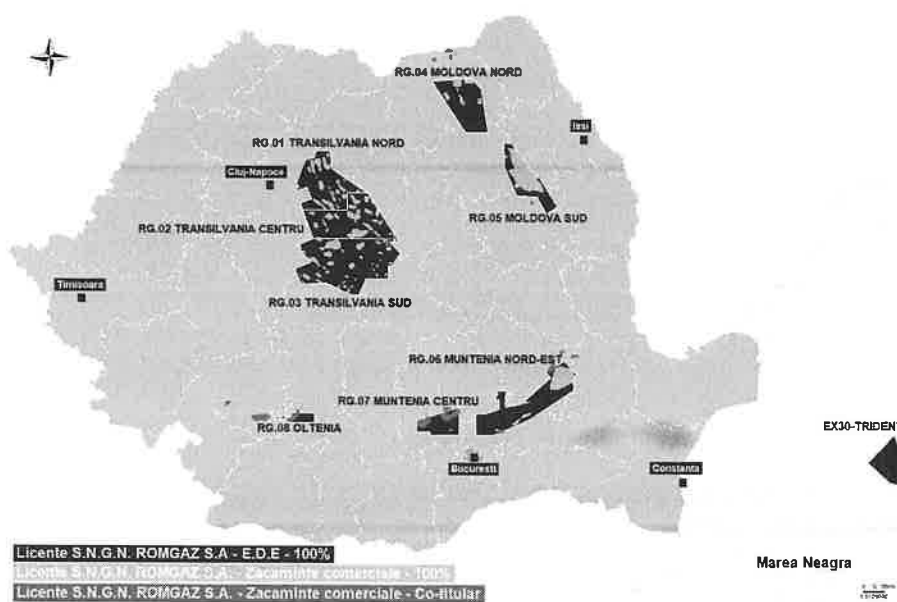 RG.04 MOLDOVA NORD
Iasi
RG.01 TRANSILVANIA NORD
Cluj-Napoca
RG.05 MOLDOVA SUD
RG.02 TRANSILVANIA CENTRU
Timisoara
RG.03 TRANSILVANIA SUD
RG.06 MUNTENIA NORD-EST
RG.07 MUNTENIA CENTRU
RG.08 OLTENIA
EX30-TRIDENT
Bucuresti
Constanta
Licente S.N.G.N. ROMGAZ S.A - E.D.E - 100%
Marea Neagra
Licente S.N.G.N. ROMGAZ S.A. - Zacaminte comerciale - 100%
Licente S.N.G.N. ROMGAZ S.A. - Zacaminte comerciale - Co-titular